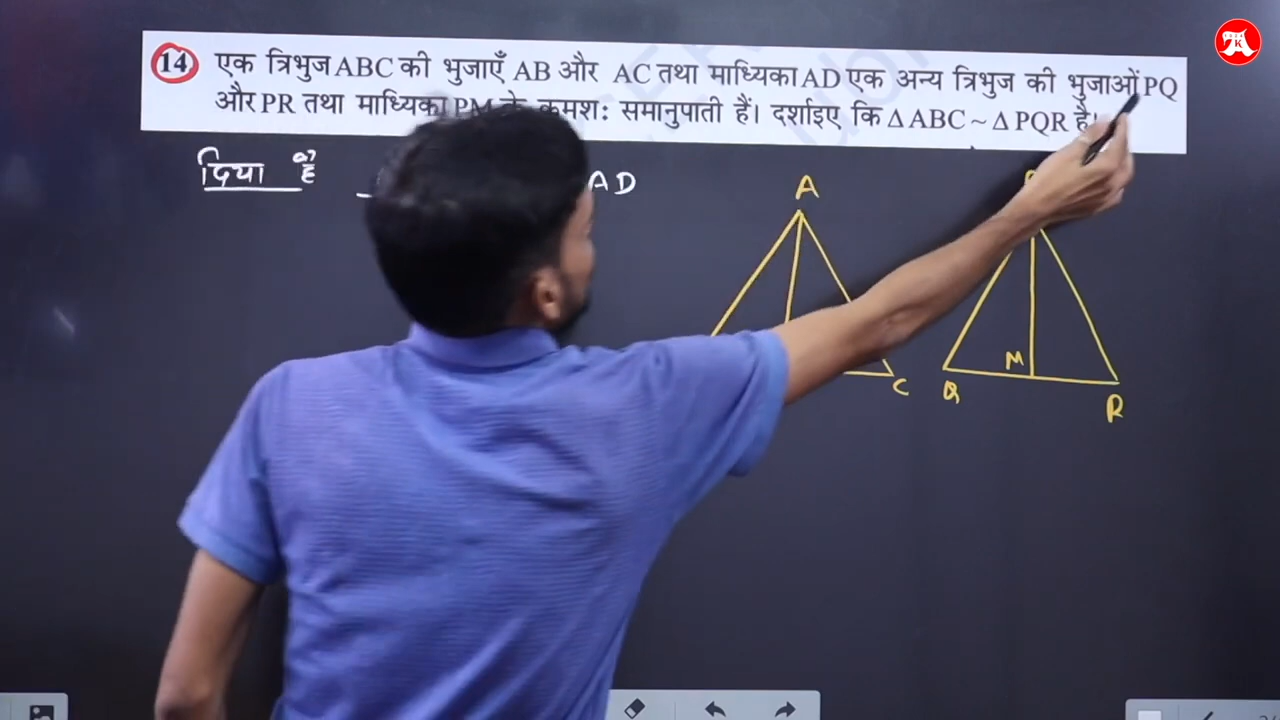 14 एक त्रिभुज ABC की भुजाएँ AB और AC तथा माध्यिका AD एक अन्य त्रिभुज की भुजाओं PQ
और PR तथा माध्यिका PM के क्रमशः समानुपाती हैं। दर्शाइए कि Δ ABC ~ Δ PQR है।
दिया है
AD
A
C
Q
M
R
K